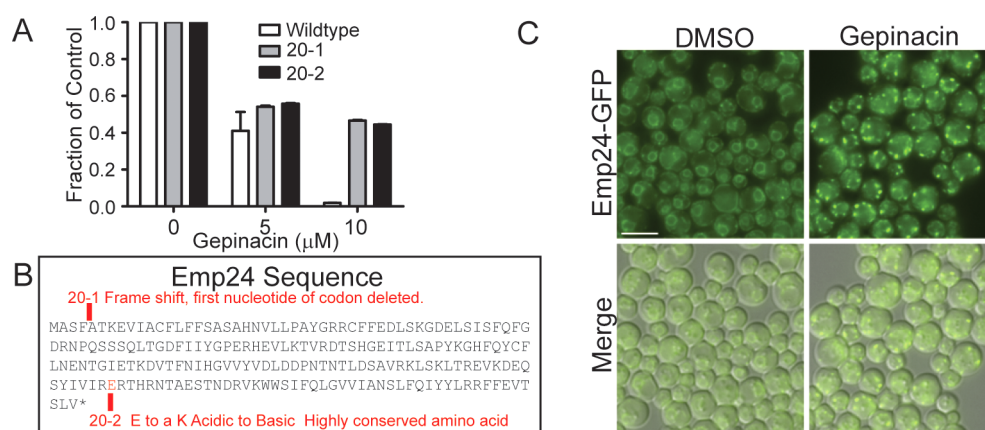 A
Fraction of Control
1.0
0.8
0.6
0.4
0.2
0.0
Wildtype
20-1
20-2
0
5
10
Gepinacin (µM)
B
Emp24 Sequence
20-1 Frame shift, first nucleotide of codon deleted.
MASFATKEVIACFLFFSASAHNVLLPAYGRRCFFEDLSKGDELSISFQFG
DRNPQSSSQLTGDFIIYGPERHEVLKTVRDTSHGEITLSAPYKGHFQYCF
LNENTGIETKDVTFNIHGVVYVDLDDPNTNTLDSAVRKLSKLTREVKDEQ
SYIVIRERTHRNTAESTNDRVKWWSIFQLGVVIANSLFQIYYLRRFFEVT
SLV*
20-2 E to a K Acidic to Basic Highly conserved amino acid
C
DMSO
Gepinacin
Emp24-GFP
Merge